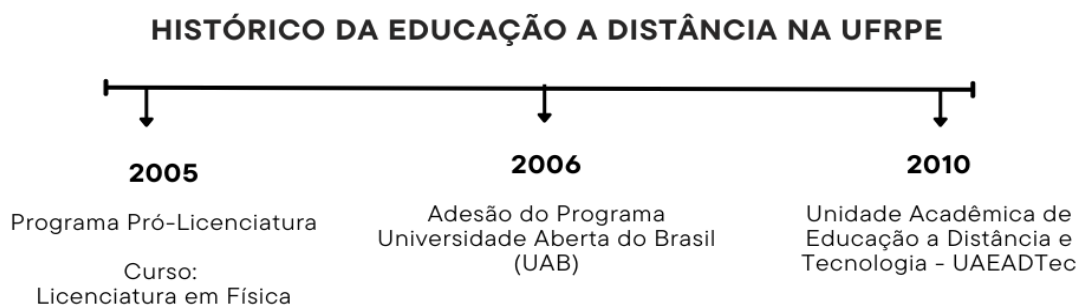 HISTÓRICO DA EDUCAÇÃO A DISTÂNCIA NA UFRPE
2005
Programa Pró-Licenciatura
Curso:
Licenciatura em Física
2006
Adesão do Programa
Universidade Aberta do Brasil
(UAB)
2010
Unidade Acadêmica de
Educação a Distância e
Tecnologia - UAEADTec